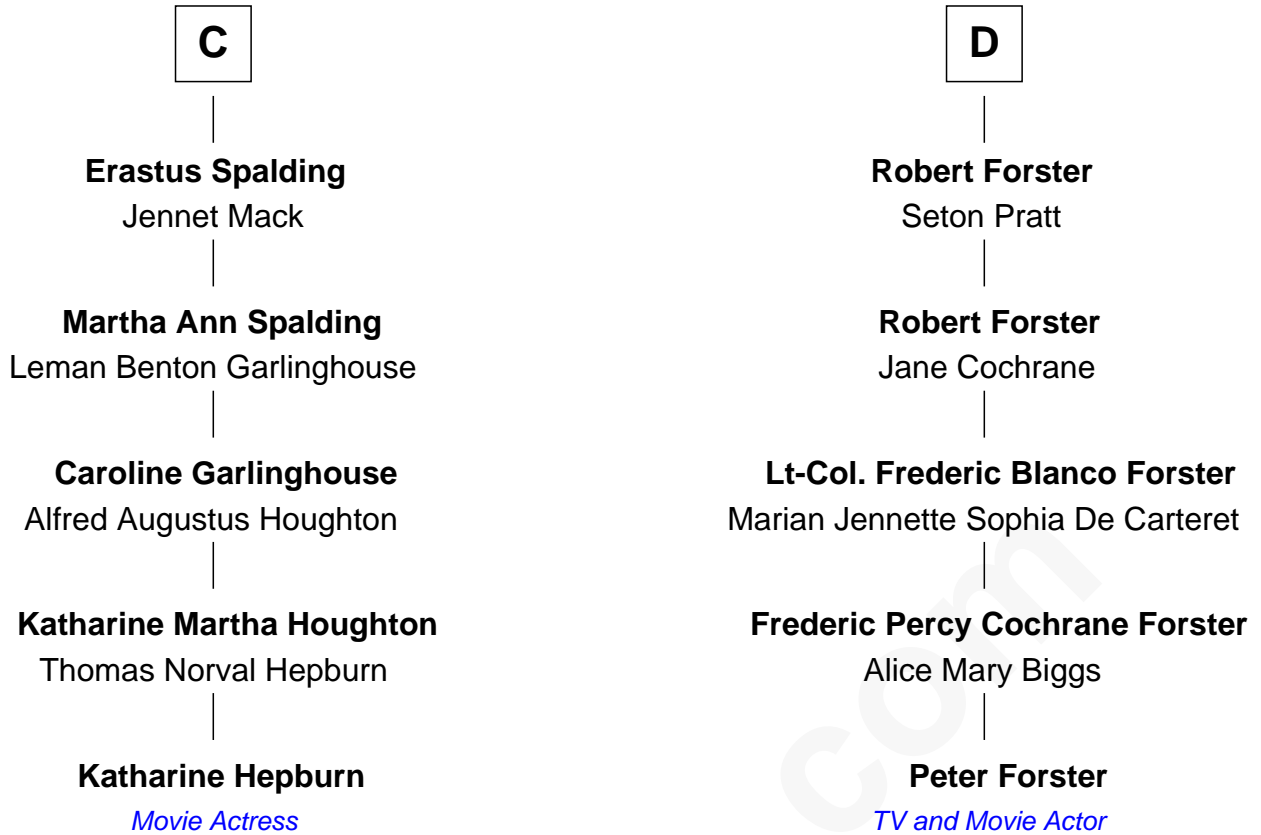 C
Erastus Spalding
Jennet Mack
Martha Ann Spalding
Leman Benton Garlinghouse
Caroline Garlinghouse
Alfred Augustus Houghton
Katharine Martha Houghton
Thomas Norval Hepburn
Katharine Hepburn
Movie Actress
D
Robert Forster
Seton Pratt
Robert Forster
Jane Cochrane
Lt-Col. Frederic Blanco Forster
Marian Jennette Sophia De Carteret
Frederic Percy Cochrane Forster
Alice Mary Biggs
Peter Forster
TV and Movie Actor
com